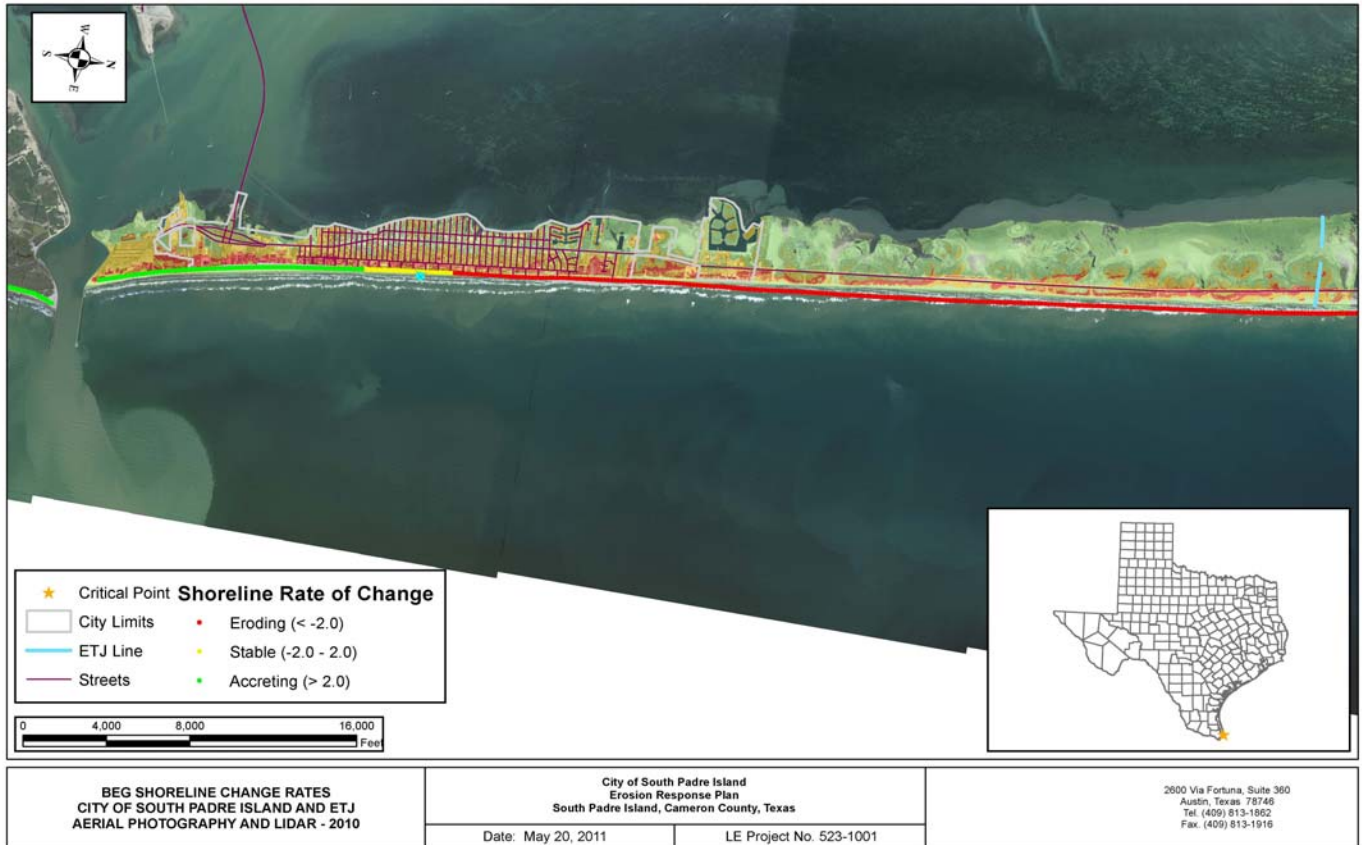 W
S
N
E
Critical Point
Shoreline Rate of Change
City Limits
Eroding (< -2.0)
ETJ Line
Stable (-2.0 - 2.0)
Streets
Accreting (> 2.0)
0 4,000 8,000 16,000
Feet
BEG SHORELINE CHANGE RATES
CITY OF SOUTH PADRE ISLAND AND ETJ
AERIAL PHOTOGRAPHY AND LIDAR - 2010
City of South Padre Island
Erosion Response Plan
South Padre Island, Cameron County, Texas
Date: May 20, 2011
LE Project No. 523-1001
2600 Via Fortuna, Suite 360
Austin, Texas 78746
Tel. (409) 813-1862
Fax. (409) 813-1916